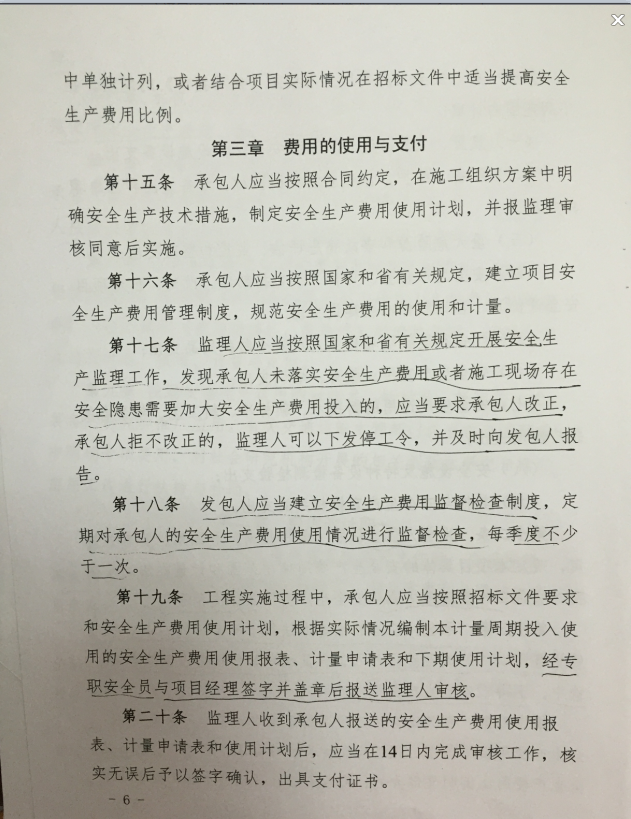 中单独计列，或者结合项目实际情况在招标文件中适当提高安全
生产费用比例。
第三章 费用的使用与支付
第十五条 承包人应当按照合同约定，在施工组织方案中明
确安全生产技术措施，制定安全生产费用使用计划，并报监理审
核同意后实施。
第十六条 承包人应当按照国家和省有关规定，建立项目安
全生产费用管理制度，规范安全生产费用的使用和计量。
第十七条 监理人应当按照国家和省有关规定开展安全生
产监理工作，发现承包人未落实安全生产费用或者施工现场存在
安全隐患需要加大安全生产费用投入的，应当要求承包人改正，
承包人拒不改正的，监理人可以下发停工令，并及时向发包人报
告。
第十八条 发包人应当建立安全生产费用监督检查制度，定
期对承包人的安全生产费用使用情况进行监督检查，每季度不少
于一次。
第十九条 工程实施过程中，承包人应当按照招标文件要求
和安全生产费用使用计划，根据实际情况编制本计量周期投入使
用的安全生产费用使用报表、计量申请表和下期使用计划，经专
职安全员与项目经理签字并盖章后报送监理人审核。
第二十条 监理人收到承包人报送的安全生产费用使用报
表、计量申请表和使用计划后，应当在14日内完成审核工作，核
实无误后予以签字确认，出具支付证书。
- 6 -